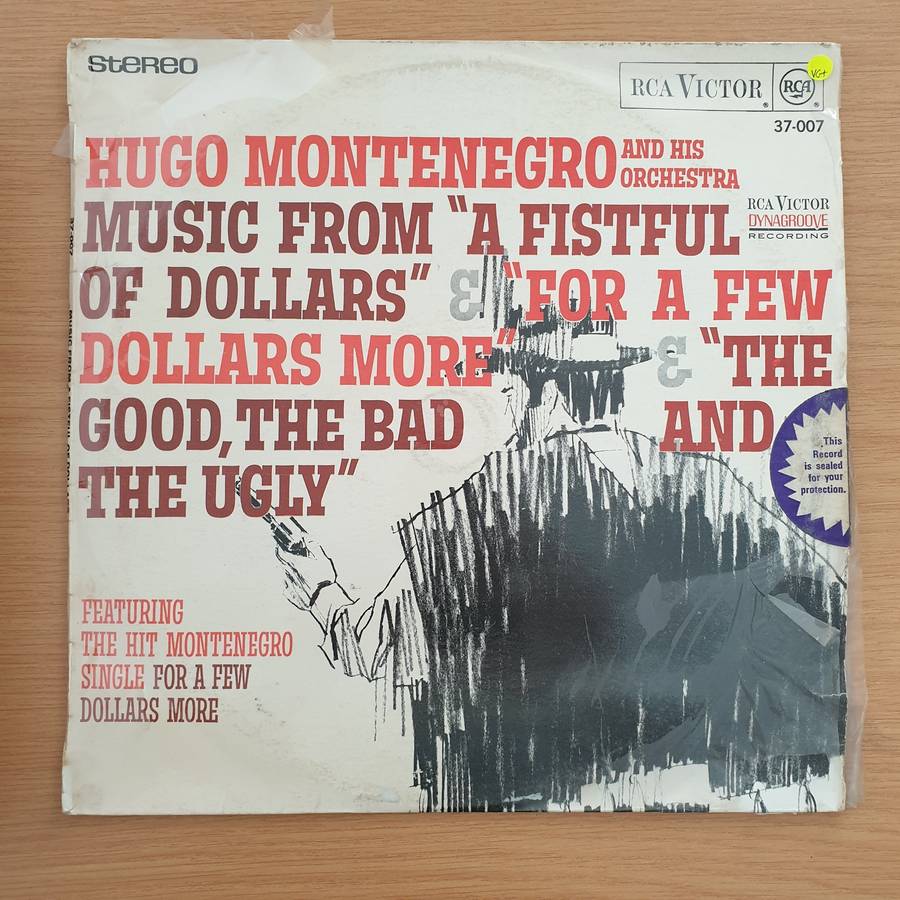 stereo
RCA VICTOR
RCA
VG+
37-007
HUGO MONTENEGRO AND HIS ORCHESTRA
MUSIC FROM "A FISTFUL
OF DOLLARS" & "FOR A FEW
DOLLARS MORE" & "THE
GOOD, THE BAD AND
THE UGLY"
RCA VICTOR
DYNAGROOVE
RECORDING
This
Record
is sealed
for your
protection.
FEATURING
THE HIT MONTENEGRO
SINGLE FOR A FEW
DOLLARS MORE
37-007